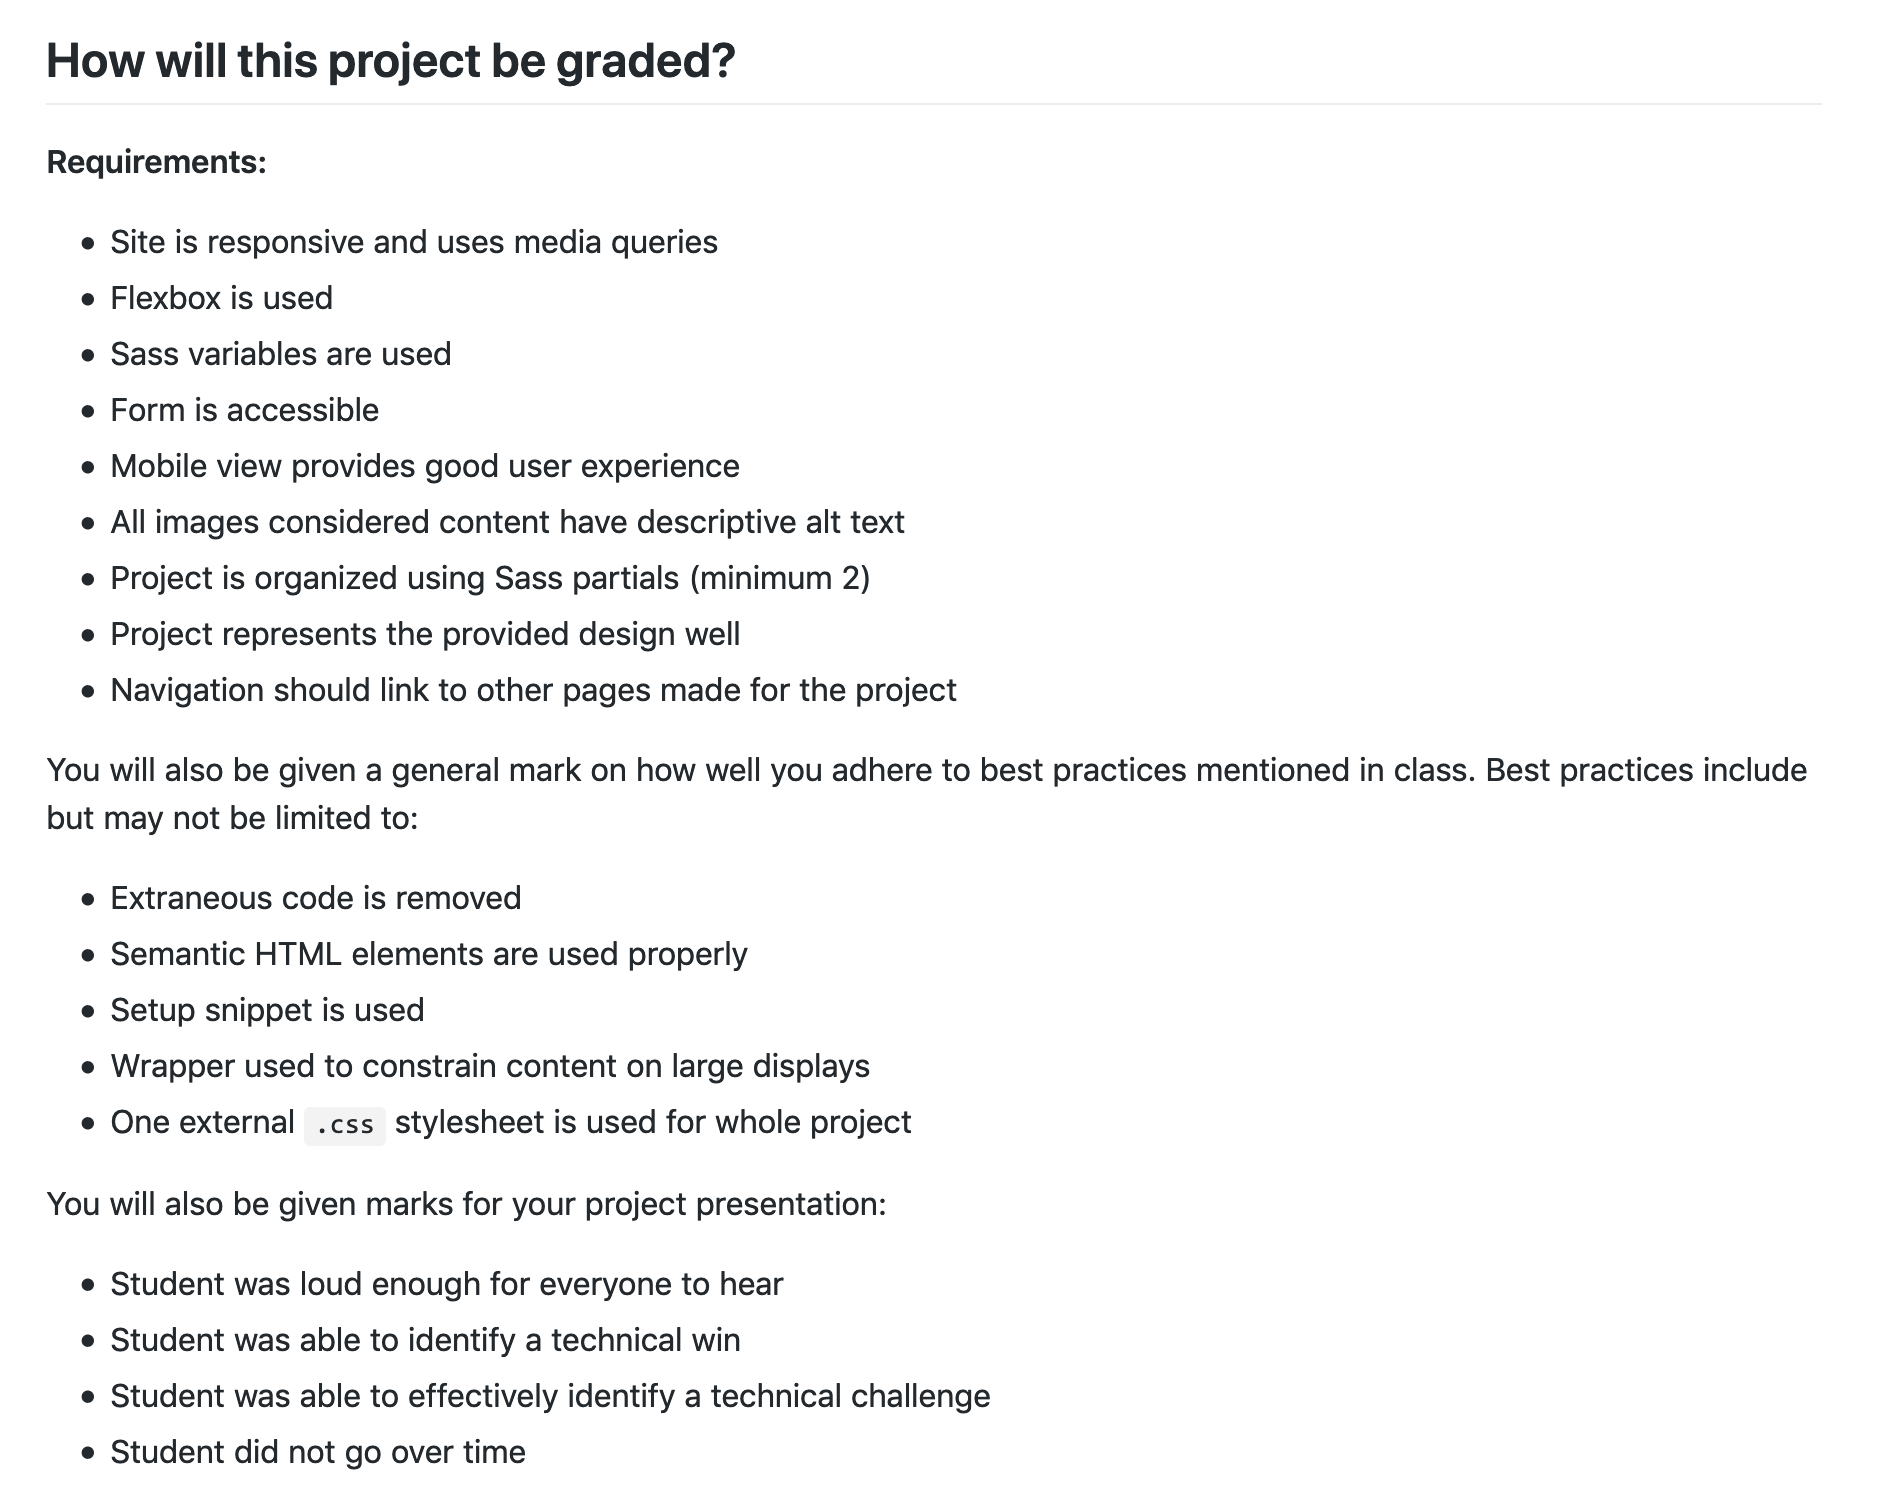 How will this project be graded?
Requirements:
• Site is responsive and uses media queries
• Flexbox is used
• Sass variables are used
• Form is accessible
• Mobile view provides good user experience
• All images considered content have descriptive alt text
• Project is organized using Sass partials (minimum 2)
• Project represents the provided design well
• Navigation should link to other pages made for the project
You will also be given a general mark on how well you adhere to best practices mentioned in class. Best practices include
but may not be limited to:
• Extraneous code is removed
• Semantic HTML elements are used properly
• Setup snippet is used
• Wrapper used to constrain content on large displays
• One external .css stylesheet is used for whole project
You will also be given marks for your project presentation:
• Student was loud enough for everyone to hear
• Student was able to identify a technical win
• Student was able to effectively identify a technical challenge
• Student did not go over time